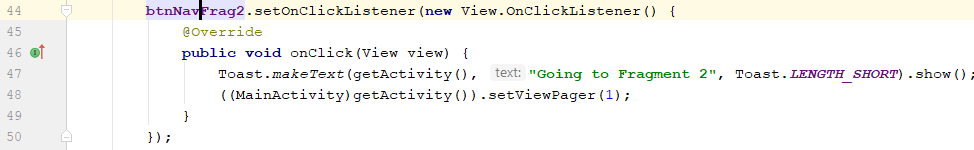 44 btnNavFrag2.setOnClickListener(new View.OnClickListener() {
45 @Override
46 public void onClick(View view) {
47 Toast.makeText(getActivity(), text: "Going to Fragment 2", Toast.LENGTH_SHORT).show();
48 ((MainActivity)getActivity()).setViewPager(1);
49 }
50 });